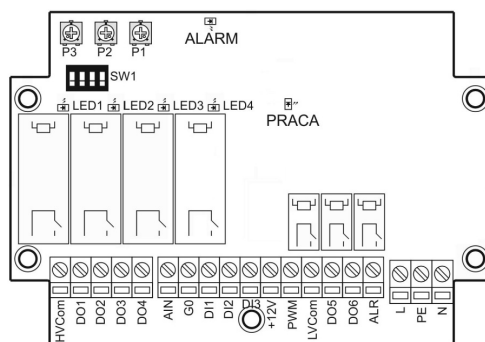 P3 P2 P1 ALARM
SW1
LED1 LED2 LED3 LED4
PRACA
HVCom DO1 DO2 DO3 DO4 AIN G0 DI1 DI2 DI3 +12V PWM LVCom DO5 DO6 ALR L PE N